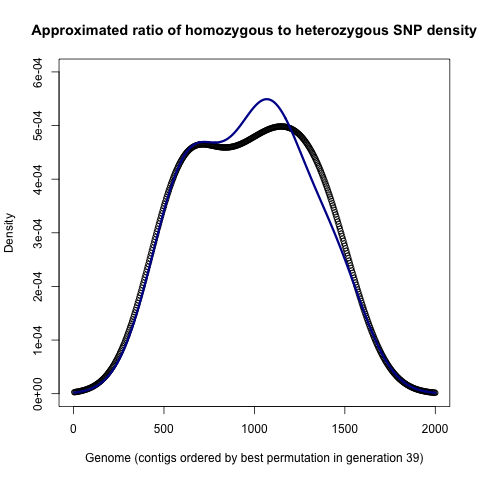 Approximated ratio of homozygous to heterozygous SNP density
6e-04
5e-04
4e-04
3e-04
2e-04
1e-04
0e+00
Density
0 500 1000 1500 2000
Genome (contigs ordered by best permutation in generation 39)